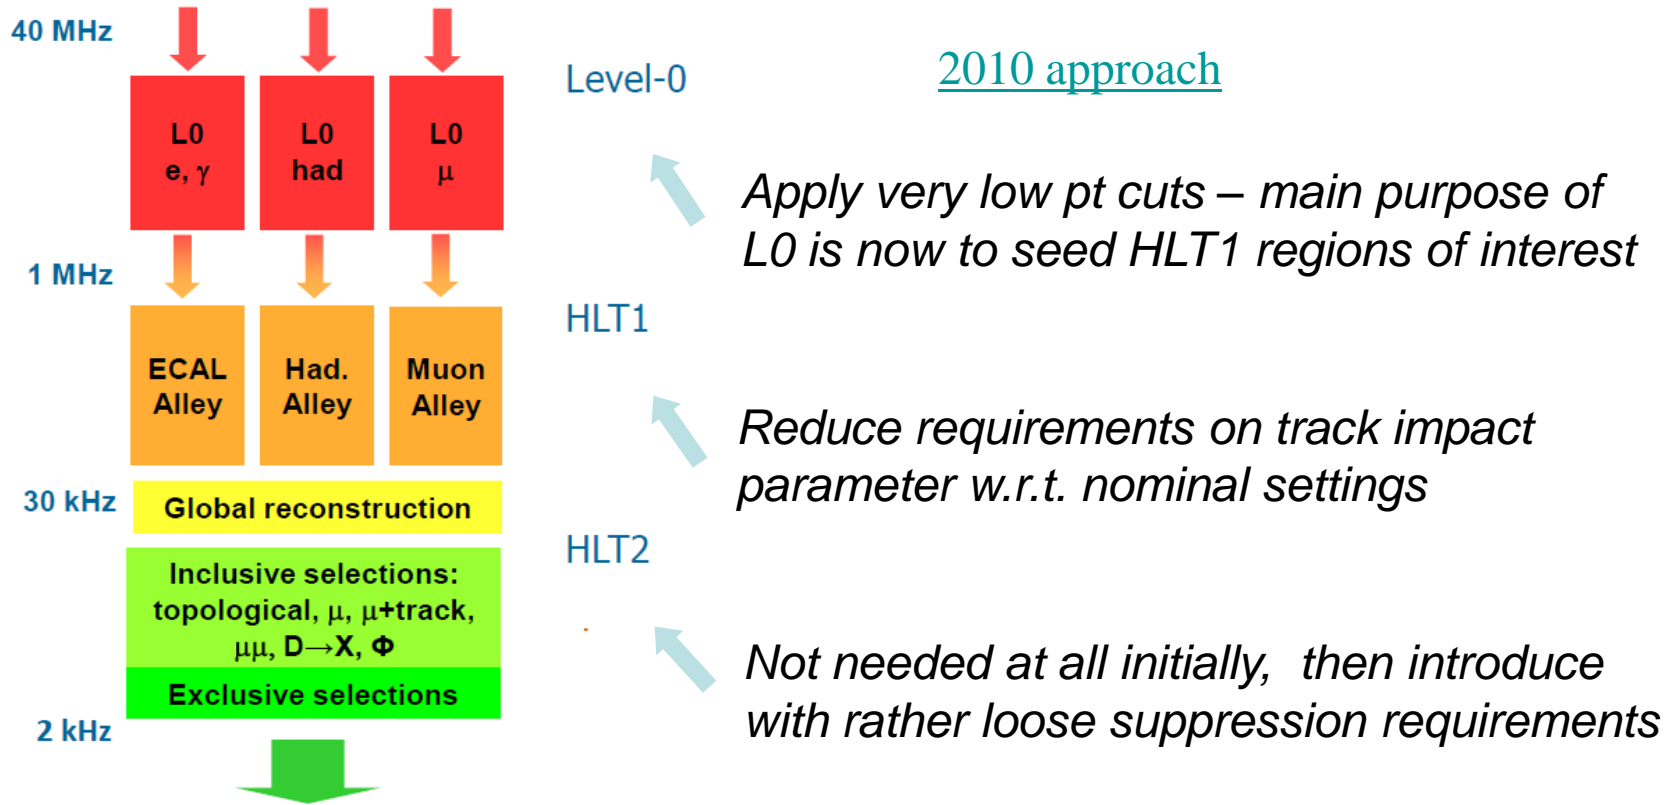 40 MHz
L0
e, γ
L0
had
L0
μ
Level-0
2010 approach
Apply very low pt cuts – main purpose of
L0 is now to seed HLT1 regions of interest
1 MHz
ECAL
Alley
Had.
Alley
Muon
Alley
HLT1
Reduce requirements on track impact
parameter w.r.t. nominal settings
30 kHz
Global reconstruction
HLT2
Inclusive selections:
topological, μ, μ+track,
μμ, D→X, Φ
Exclusive selections
Not needed at all initially, then introduce
with rather loose suppression requirements
2 kHz